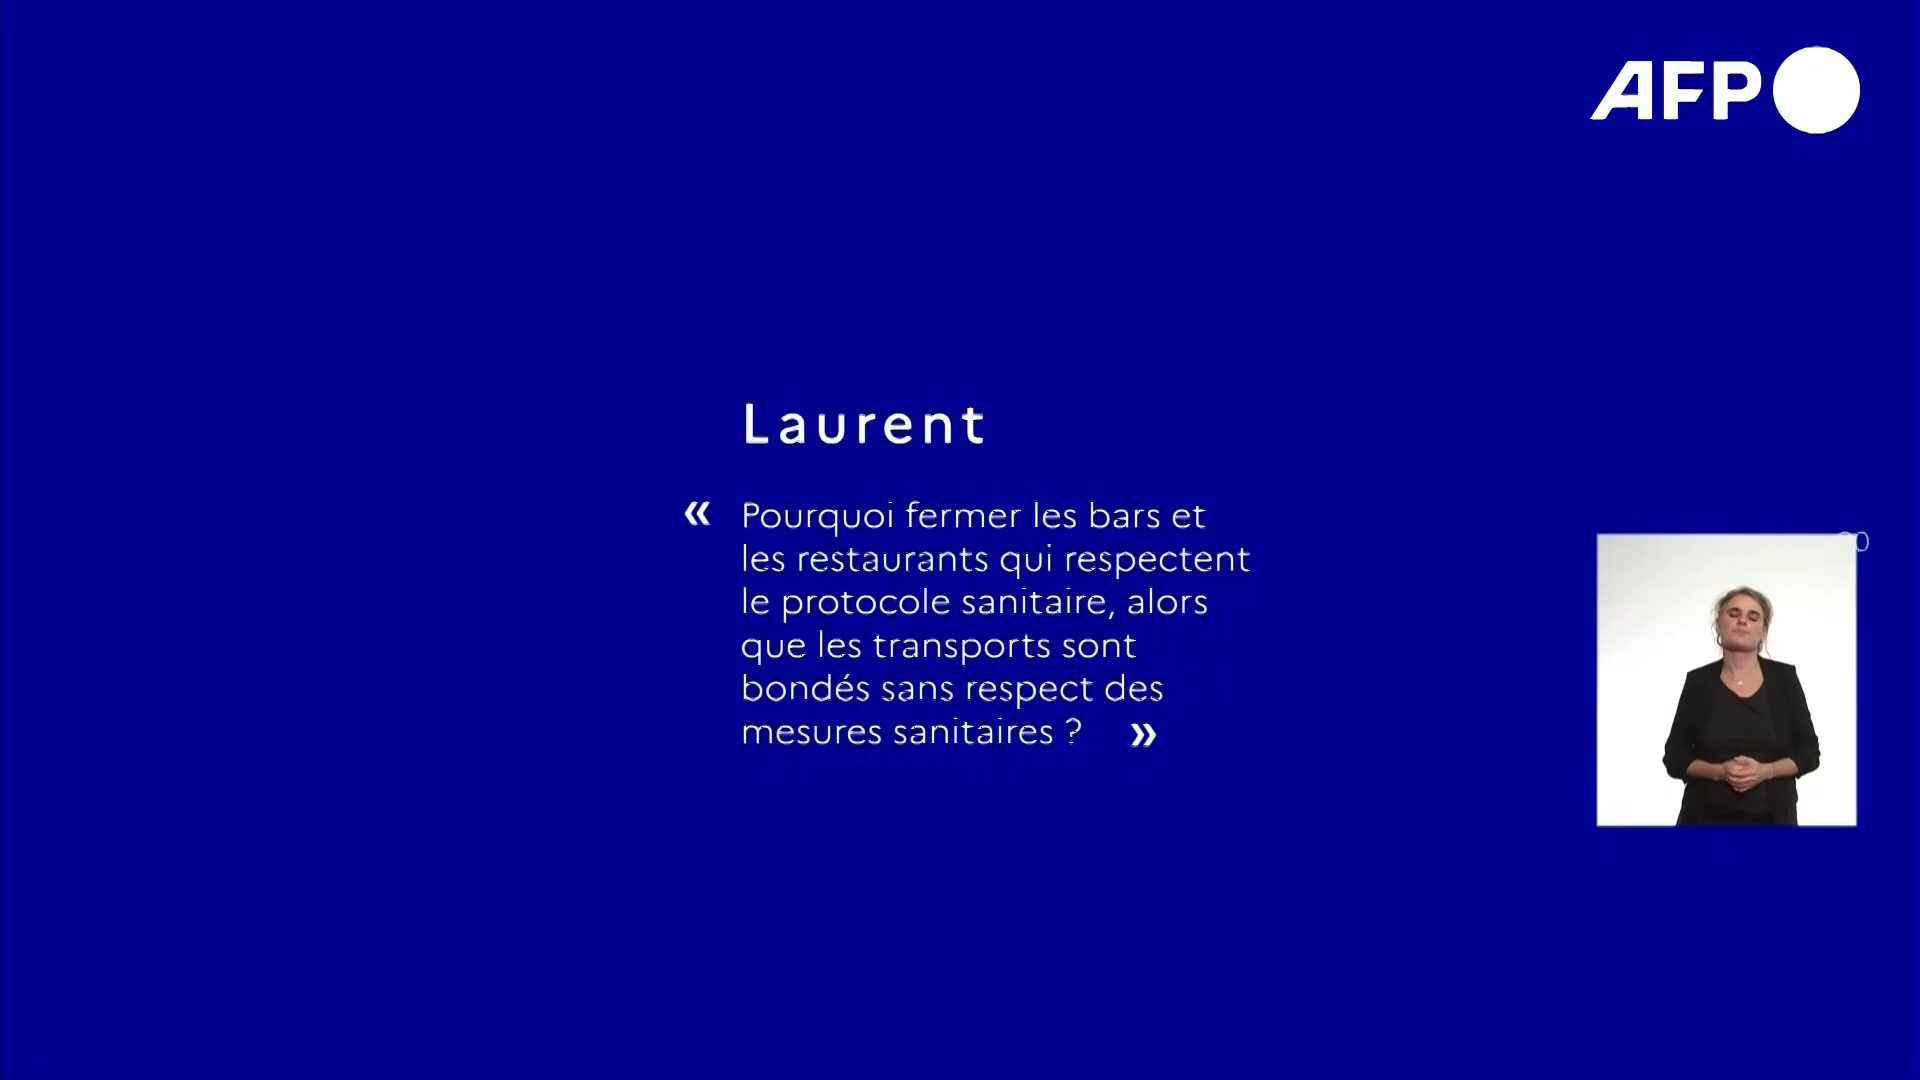 AFP
Laurent
« Pourquoi fermer les bars et
les restaurants qui respectent
le protocole sanitaire, alors
que les transports sont
bondés sans respect des
mesures sanitaires ? »